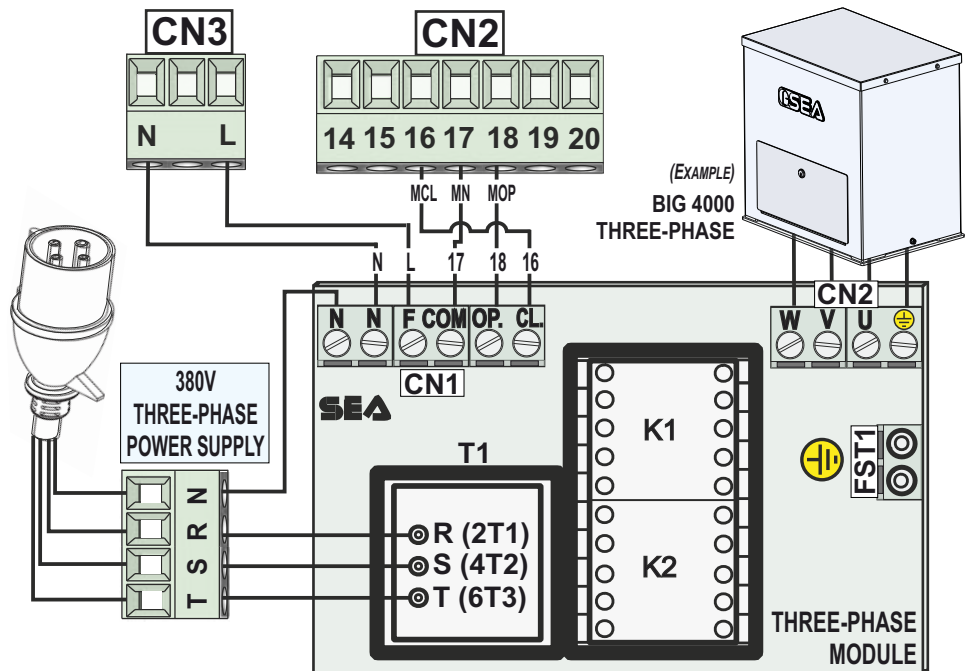 CN3
N L
CN2
14 15 16 17 18 19 20
MCL MN MOP
N L 17 18 16
SEA
(EXAMPLE)
BIG 4000
THREE-PHASE
CN2
W V U
N N F COM OP. CL.
CN1
SEA
380V
THREE-PHASE
POWER SUPPLY
N
R
S
T
T1
R (2T1)
S (4T2)
T (6T3)
K1
K2
FST1
THREE-PHASE
MODULE